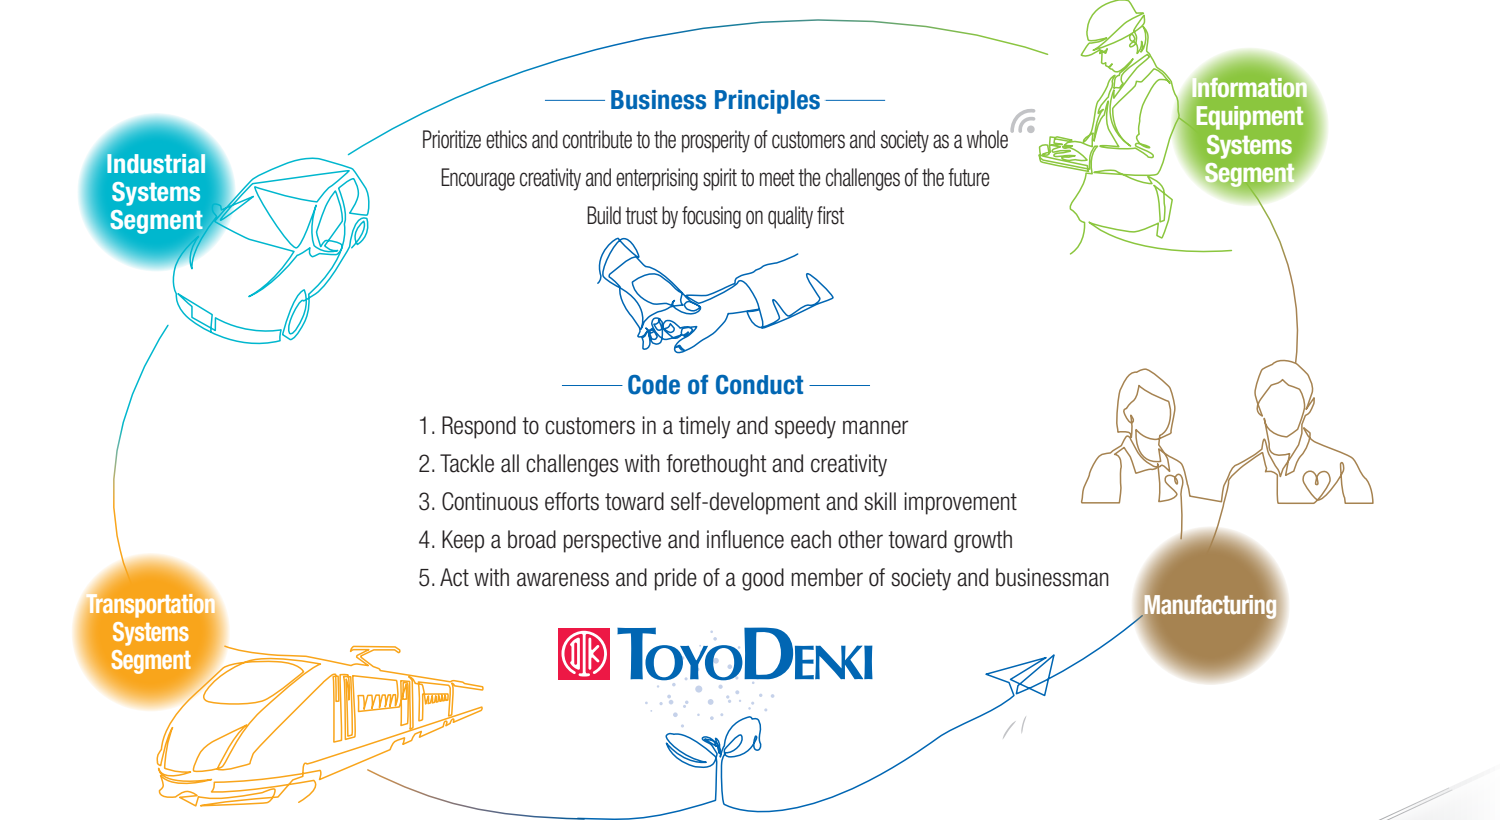 Business Principles
Prioritize ethics and contribute to the prosperity of customers and society as a whole
Encourage creativity and enterprising spirit to meet the challenges of the future
Build trust by focusing on quality first
Information
Equipment
Systems
Segment
Industrial
Systems
Segment
Code of Conduct
1. Respond to customers in a timely and speedy manner
2. Tackle all challenges with forethought and creativity
3. Continuous efforts toward self-development and skill improvement
4. Keep a broad perspective and influence each other toward growth
5. Act with awareness and pride of a good member of society and businessman
Transportation
Systems
Segment
Manufacturing
TOYODENKI